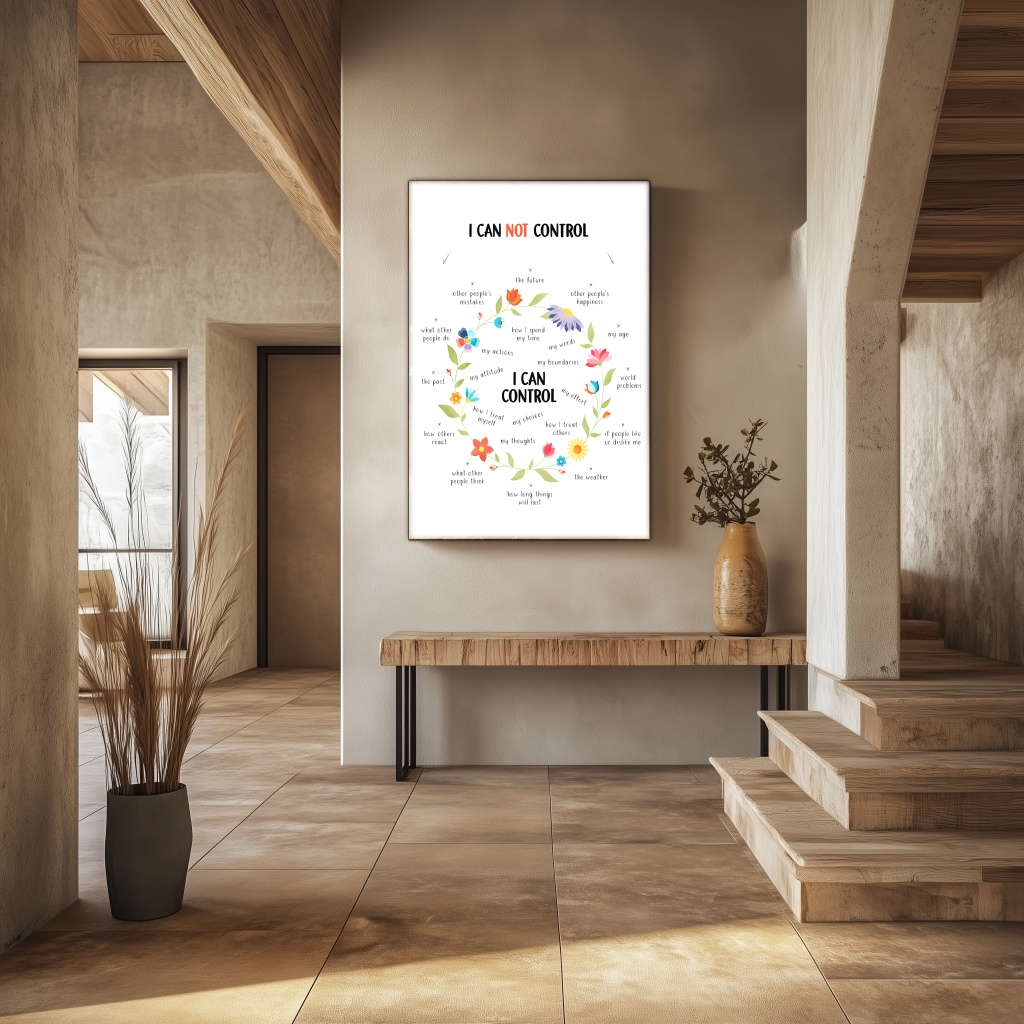 I CAN NOT CONTROL
the future
other people's
mistakes
other people's
happiness
what other
people do
how I spend
my time
my words
my age
my actions
my boundaries
the past
my attitude
I CAN
CONTROL
my effort
world
problems
how I treat
myself
my choices
how I treat
others
how others
react
my thoughts
if people like
or dislike me
what other
people think
the weather
how long things
will last